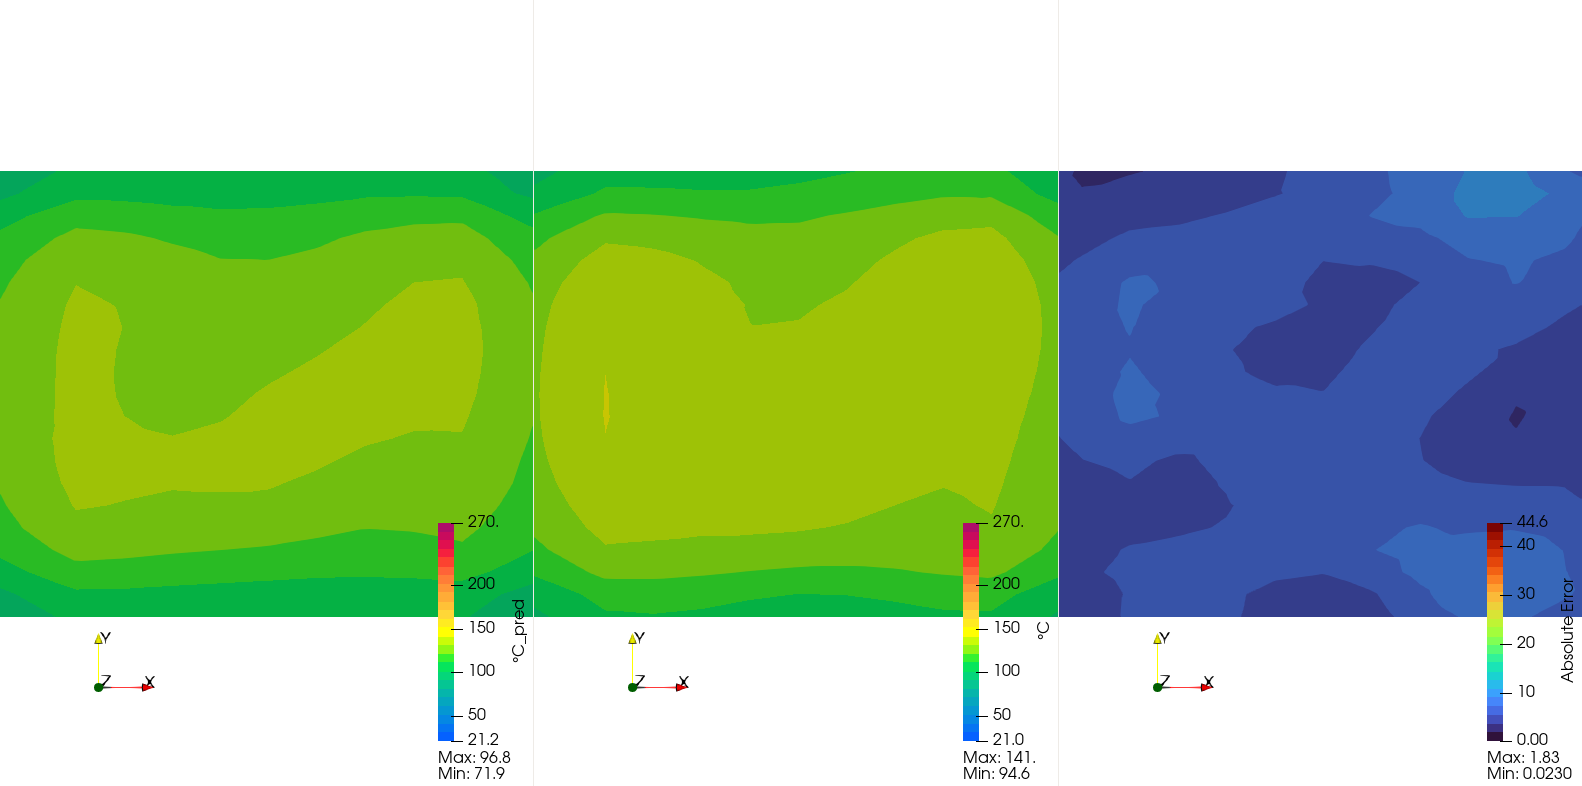 270.
200
150
100
50
21.2
°C_pred
Max: 96.8
Min: 71.9
Y
Z
X
270.
200
150
100
50
21.0
°C
Max: 141.
Min: 94.6
Y
Z
X
44.6
40
30
20
10
0.00
Absolute Error
Max: 1.83
Min: 0.0230
Y
Z
X